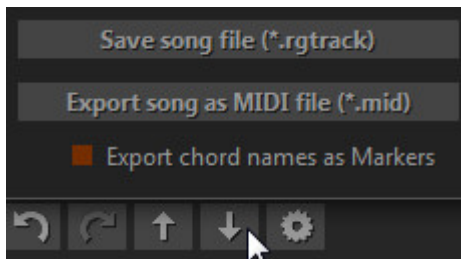 Save song file (*.rgtrack)
Export song as MIDI file (*.mid)
Export chord names as Markers